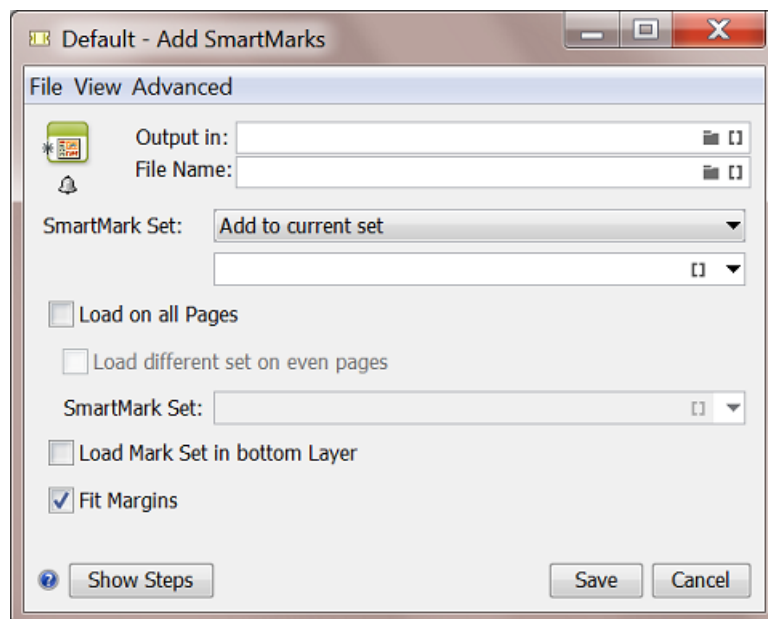 Default - Add SmartMarks
File View Advanced
Output in:
File Name:
SmartMark Set: Add to current set
Load on all Pages
Load different set on even pages
SmartMark Set:
Load Mark Set in bottom Layer
Fit Margins
? Show Steps Save Cancel